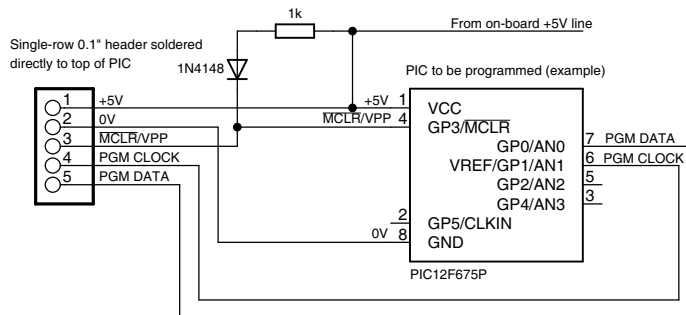 1k
From on-board +5V line
Single-row 0.1" header soldered
directly to top of PIC
1N4148
PIC to be programmed (example)
1 +5V
2 0V
3 MCLR/VPP
4 PGM CLOCK
5 PGM DATA
+5V 1 VCC
MCLR/VPP 4 GP3/MCLR
GP0/AN0 7 PGM DATA
VREF/GP1/AN1 6 PGM CLOCK
GP2/AN2 5
GP4/AN3 3
2 GP5/CLKIN
0V 8 GND
PIC12F675P